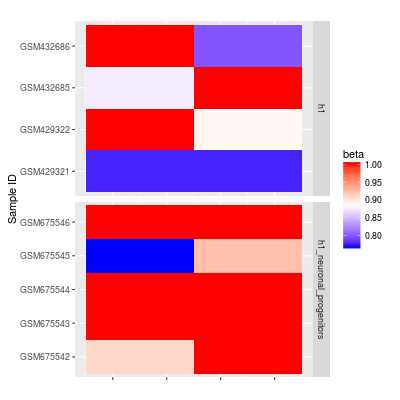 Sample ID
GSM432686
GSM432685
GSM429322
GSM429321
h1
GSM675546
GSM675545
GSM675544
GSM675543
GSM675542
h1_neuronal_progenitors
beta
1.00
0.95
0.90
0.85
0.80